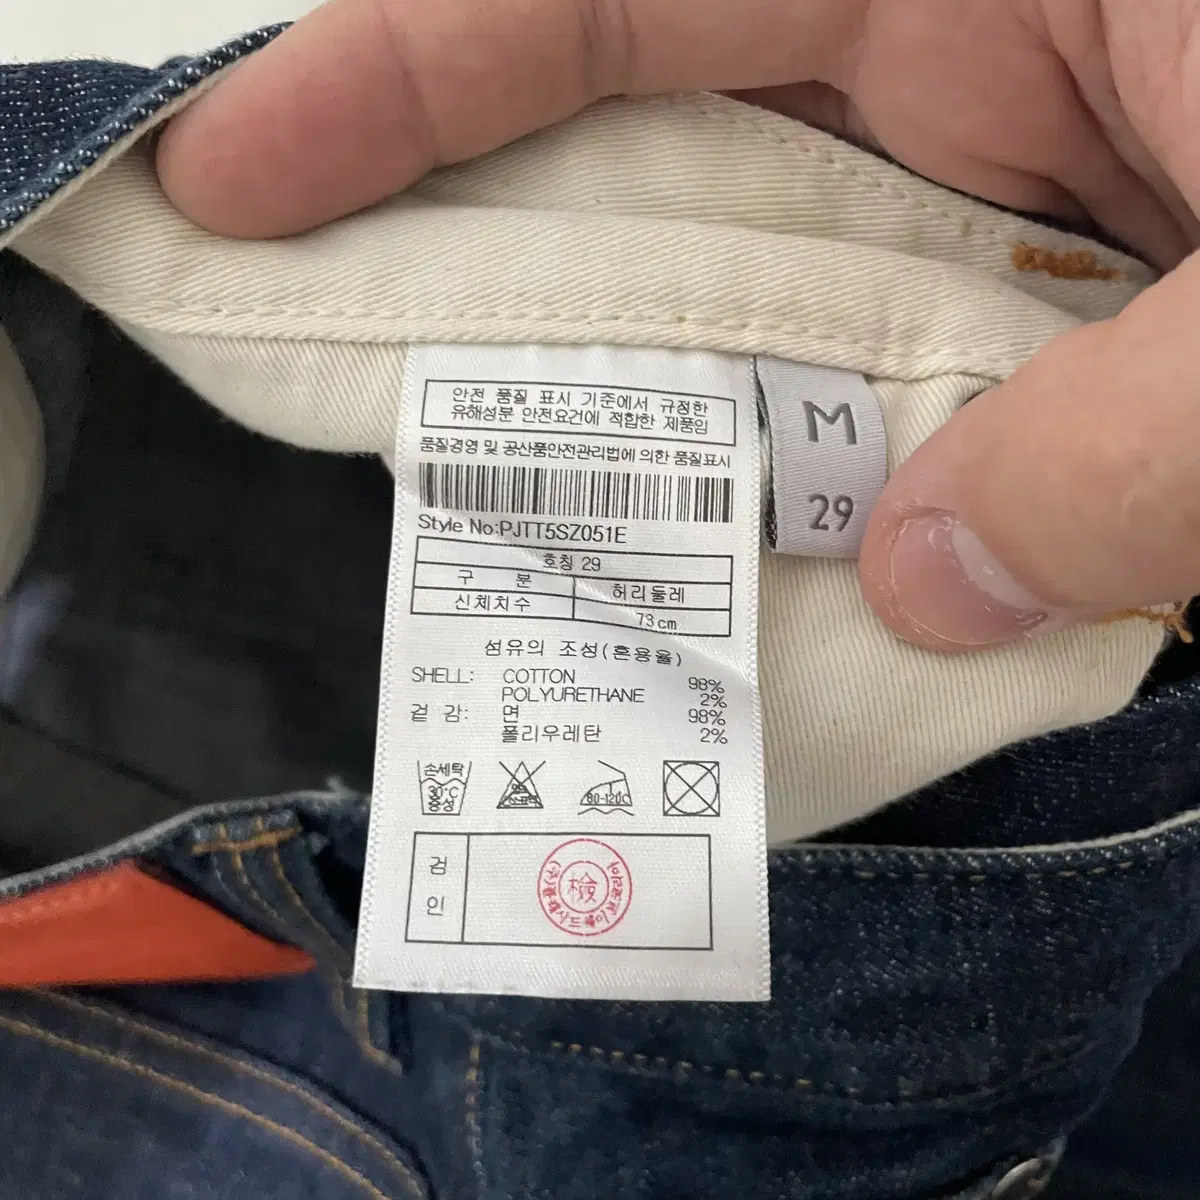 안전 품질 표시 기준에서 규정한
유해성분 안전요건에 적합한 제품임
품질경영 및 공산품안전관리법에 의한 품질표시
Style No:PJTT5SZ051E
호칭 29
구 분 허리둘레
신체치수 73cm
섬유의 조성(혼용율)
SHELL: COTTON 98%
POLYURETHANE 2%
겉 감: 면 98%
폴리우레탄 2%
손세탁
30°C
중성
80-120C
검
인
檢
M
29